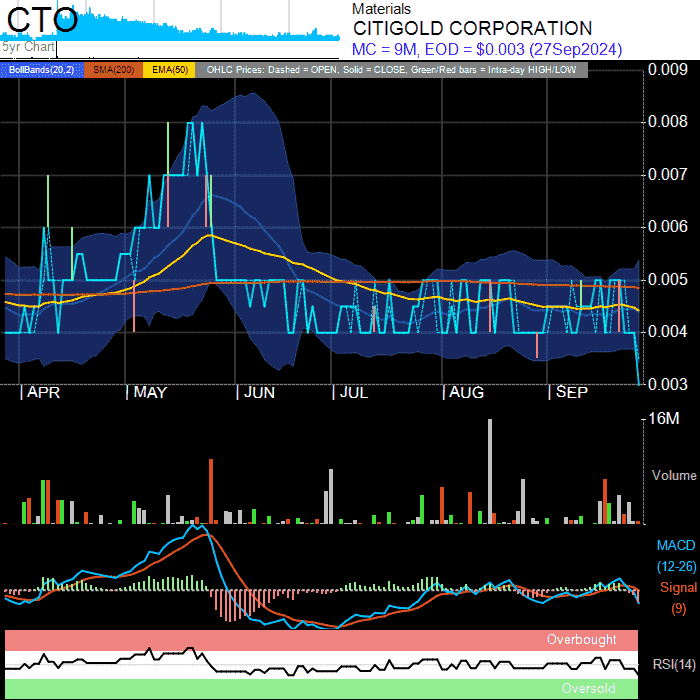 CTO
5yr Chart
Materials
CITIGOLD CORPORATION
MC = 9M, EOD = $0.003 (27Sep2024)
BollBands(20,2) SMA(200) EMA(50) OHLC Prices: Dashed = OPEN, Solid = CLOSE, Green/Red bars = Intra-day HIGH/LOW
0.009
0.008
0.007
0.006
0.005
0.004
0.003
APR MAY JUN JUL AUG SEP
16M
Volume
MACD
(12-26)
Signal
(9)
Overbought
RSI(14)
Oversold